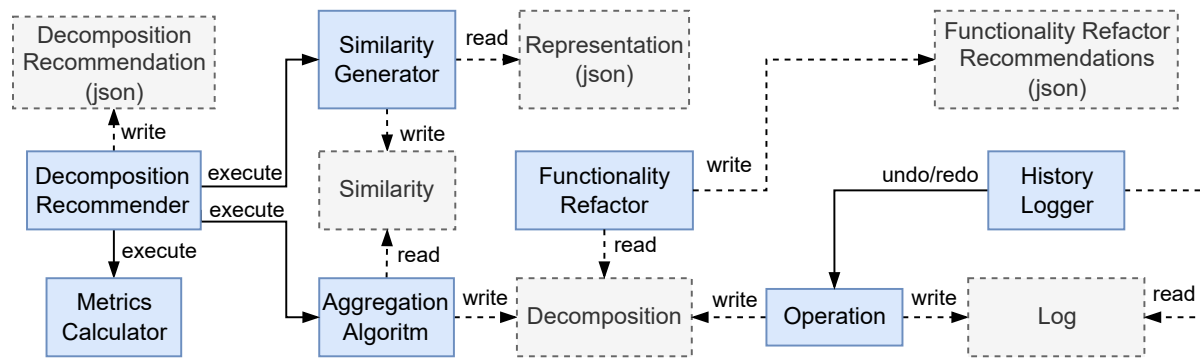 Decomposition
Recommendation
(json)
Similarity
Generator
read
Representation
(json)
Functionality Refactor
Recommendations
(json)
write
write
Decomposition
Recommender
execute
execute
Similarity
Functionality
Refactor
write
undo/redo
History
Logger
execute
read
read
Metrics
Calculator
Aggregation
Algoritm
write
Decomposition
write
Operation
write
Log
read